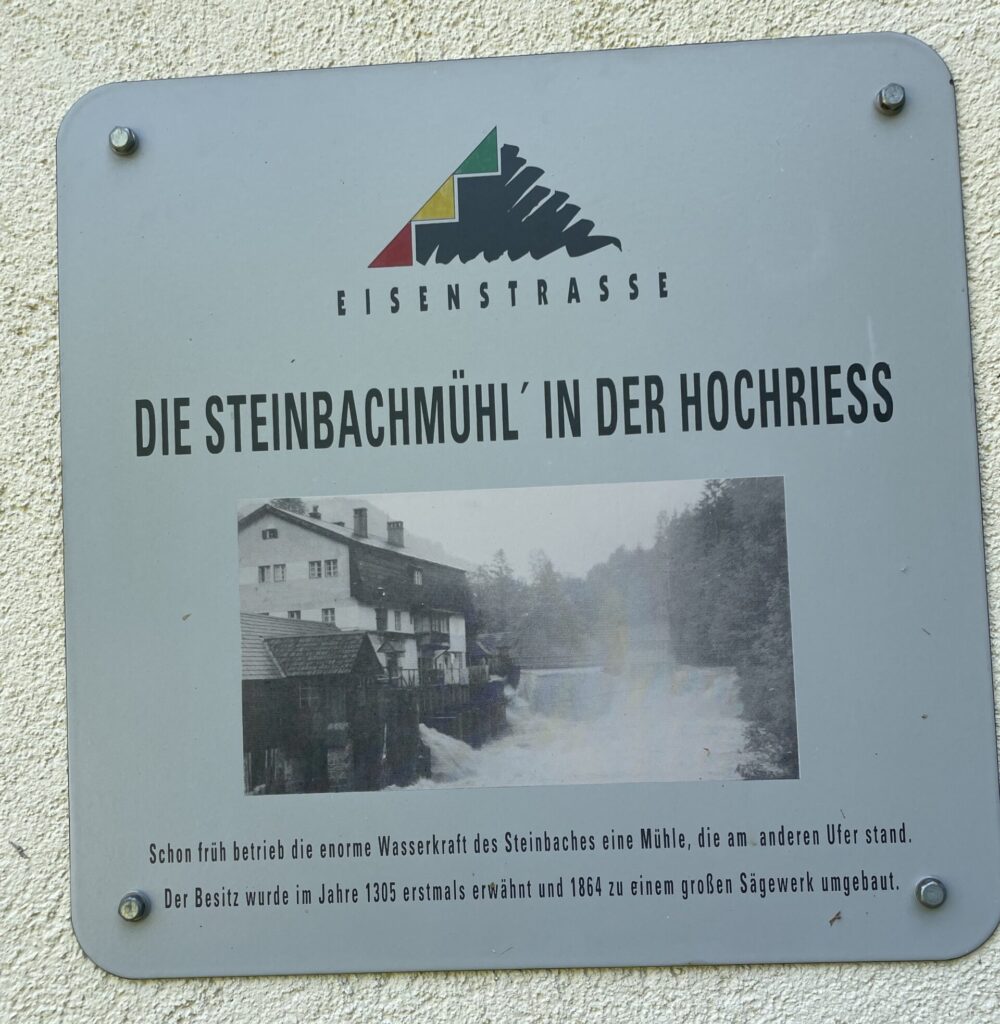 EISENSTRASSE
DIE STEINBACHMÜHL´ IN DER HOCHRIESS
Schon früh betrieb die enorme Wasserkraft des Steinbaches eine Mühle, die am anderen Ufer stand.
Der Besitz wurde im Jahre 1305 erstmals erwähnt und 1864 zu einem großen Sägewerk umgebaut.